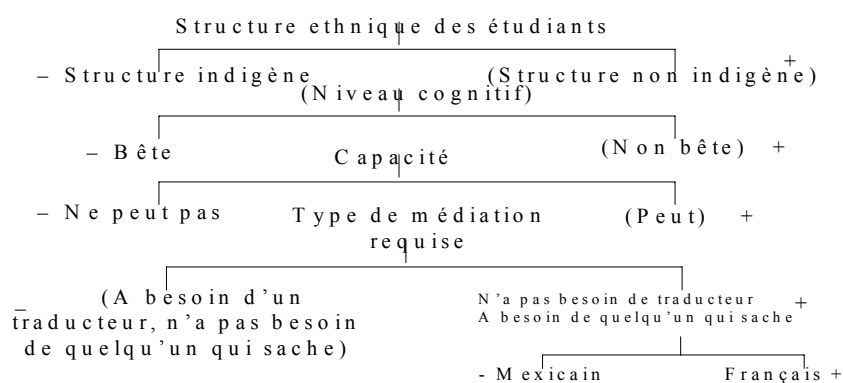 Structure ethnique des étudiants
– Structure indigène (Structure non indigène) +
(Niveau cognitif)
– Bête (Non bête) +
Capacité
– Ne peut pas (Peut) +
Type de médiation
requise
– (A besoin d'un
traducteur, n'a pas besoin
de quelqu'un qui sache)
N'a pas besoin de traducteur +
A besoin de quelqu'un qui sache
- Mexicain Français +